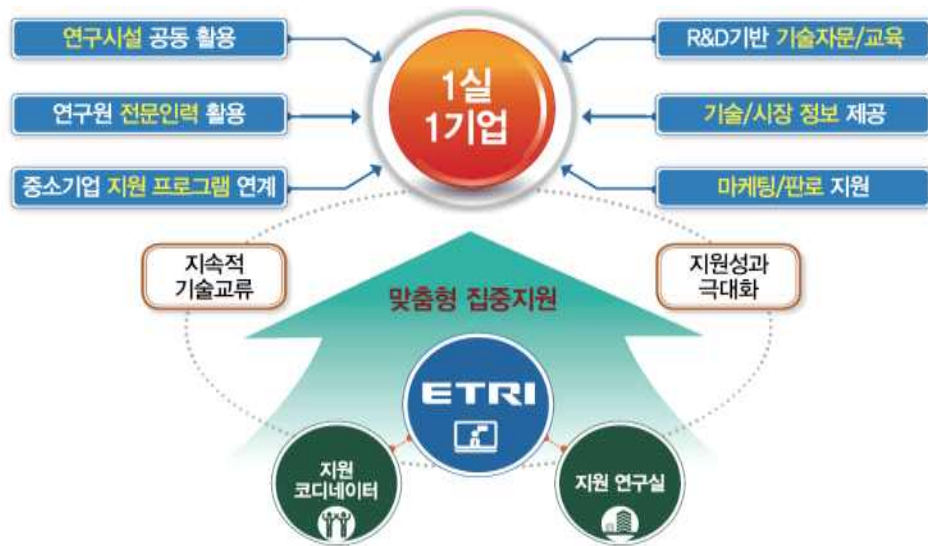 연구시설 공동 활용
연구원 전문인력 활용
중소기업 지원 프로그램 연계
1실
1기업
R&D기반 기술자문/교육
기술/시장 정보 제공
마케팅/판로 지원
지속적
기술교류
지원성과
극대화
맞춤형 집중지원
ETRI
지원
코디네이터
지원 연구실